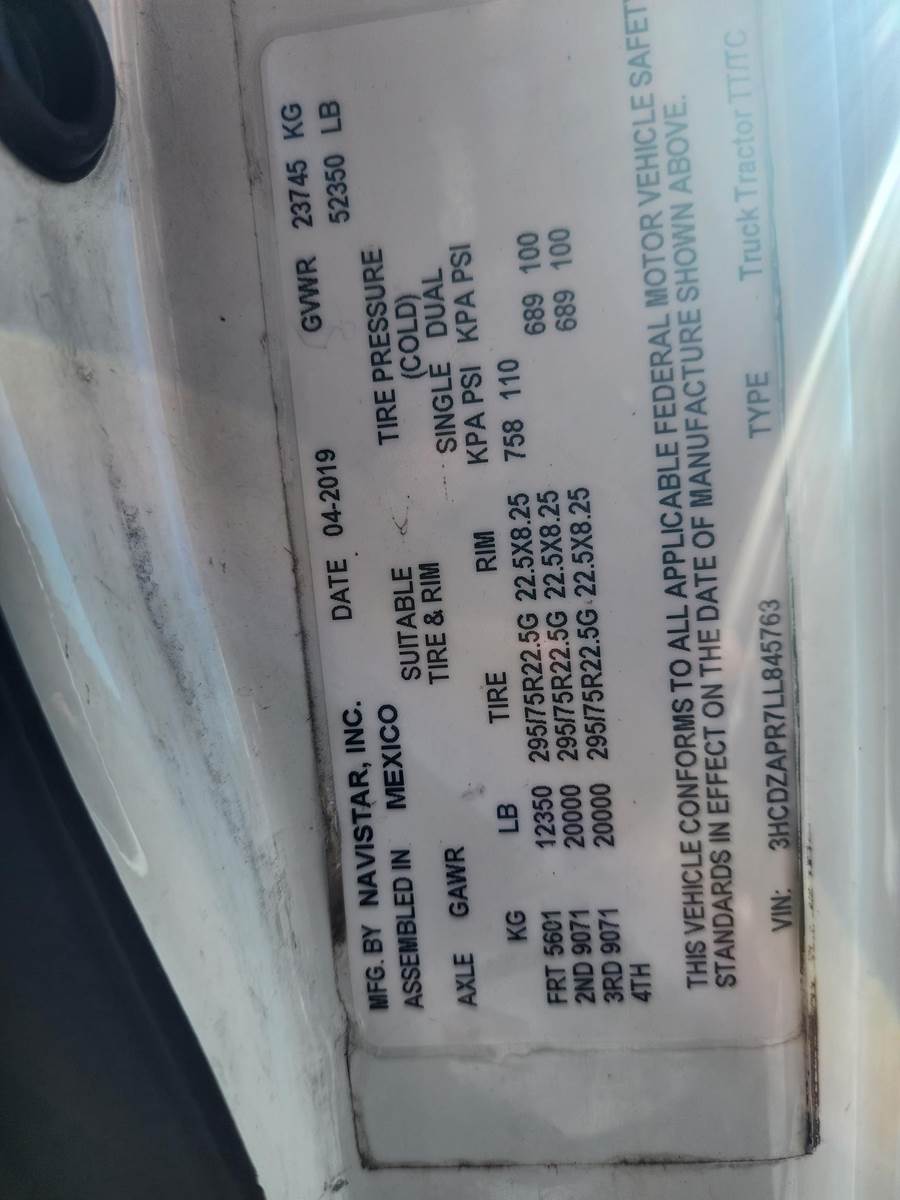 MFG. BY NAVISTAR, INC. DATE 04-2019 GVWR 23745 KG
ASSEMBLED IN MEXICO 52350 LB
SUITABLE TIRE PRESSURE
TIRE & RIM (COLD)
AXLE GAWR SINGLE DUAL
KG LB TIRE RIM KPA PSI KPA PSI
FRT 5601 12350 295/75R22.5G 22.5X8.25 758 110
2ND 9071 20000 295/75R22.5G 22.5X8.25 689 100
3RD 9071 20000 295/75R22.5G 22.5X8.25 689 100
4TH
THIS VEHICLE CONFORMS TO ALL APPLICABLE FEDERAL MOTOR VEHICLE SAFETY
STANDARDS IN EFFECT ON THE DATE OF MANUFACTURE SHOWN ABOVE.
VIN: 3HCDZAPR7LL845763 TYPE Truck Tractor TT/TC